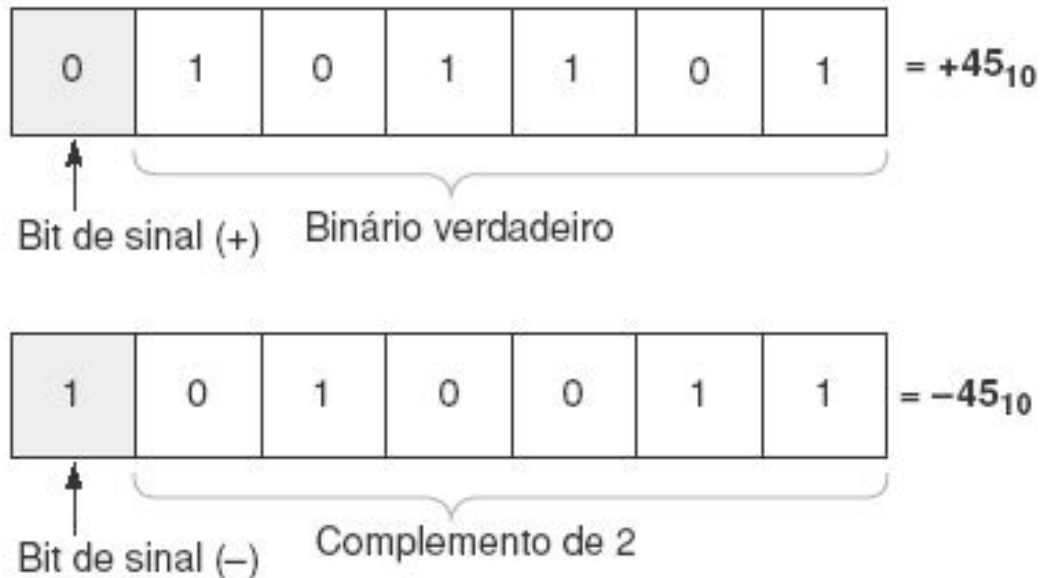 0 1 0 1 1 0 1 = +45₁₀
Bit de sinal (+) Binário verdadeiro
1 0 1 0 0 1 1 = –45₁₀
Bit de sinal (–) Complemento de 2